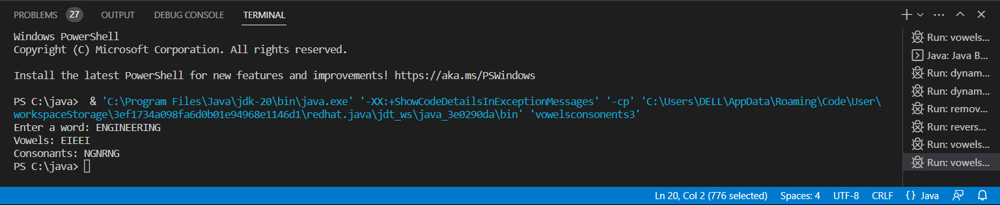 PROBLEMS 27 OUTPUT DEBUG CONSOLE TERMINAL
Windows PowerShell
Copyright (C) Microsoft Corporation. All rights reserved.
Install the latest PowerShell for new features and improvements! https://aka.ms/PSWindows
PS C:\java>  & 'C:\Program Files\Java\jdk-20\bin\java.exe' '-XX:+ShowCodeDetailsInExceptionMessages' '-cp' 'C:\Users\DELL\AppData\Roaming\Code\User\
workspaceStorage\3ef1734a098fa6d0b01e94968e1146d1\redhat.java\jdt_ws\java_3e0290da\bin' 'vowelsconsonents3'
Enter a word: ENGINEERING
Vowels: EIEEI
Consonants: NGNRNG
PS C:\java>
Run: vowels...
Java: Java B...
Run: dynam...
Run: dynam...
Run: remov...
Run: revers...
Run: vowels...
Run: vowels...
Ln 20, Col 2 (776 selected) Spaces: 4 UTF-8 CRLF {} Java